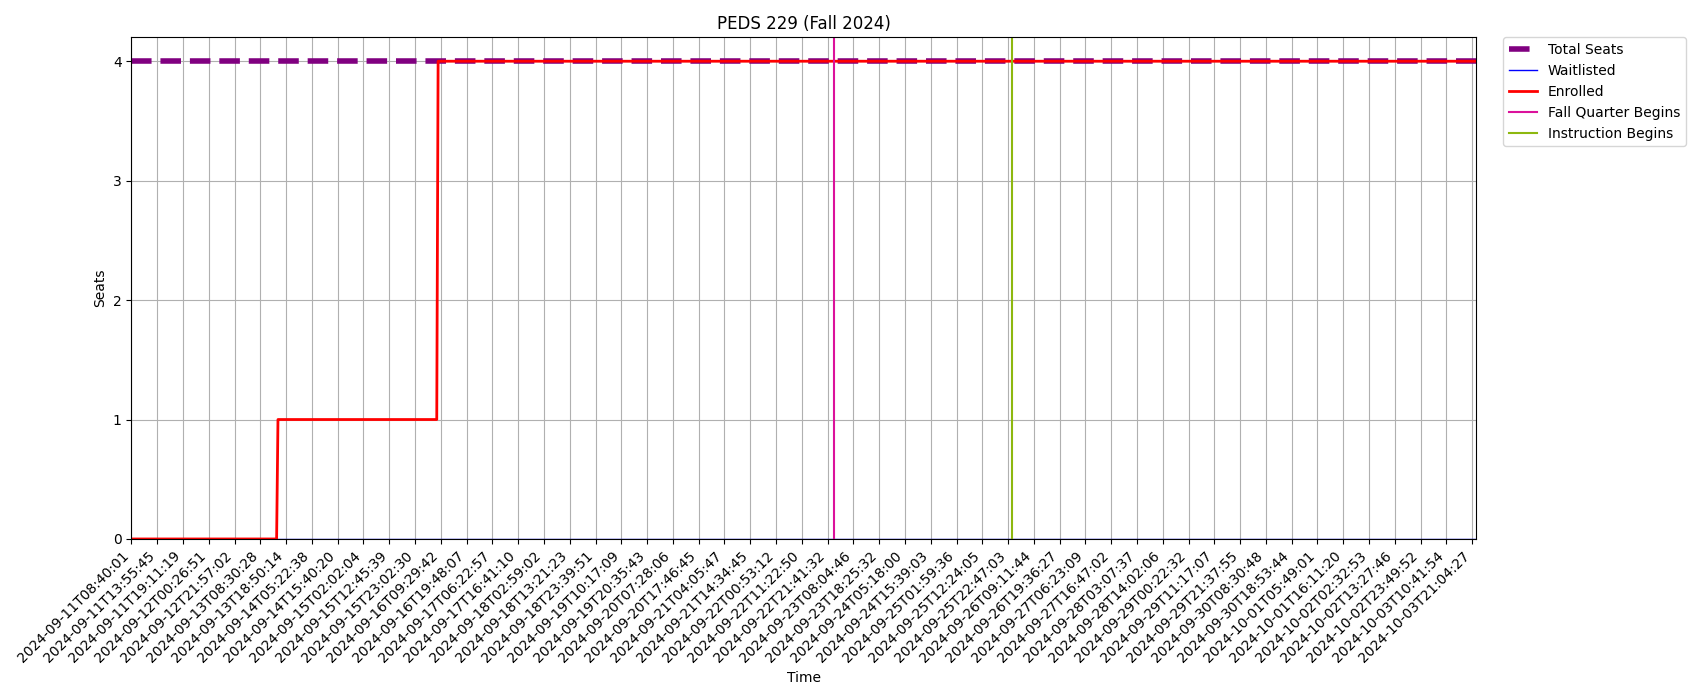 PEDS 229 (Fall 2024)
Total Seats
Waitlisted
Enrolled
Fall Quarter Begins
Instruction Begins
Seats
4
3
2
1
0
2024-09-11T08:40:01
2024-09-11T13:55:45
2024-09-11T19:11:19
2024-09-12T00:26:51
2024-09-12T21:57:02
2024-09-13T08:30:28
2024-09-13T18:50:14
2024-09-14T05:22:38
2024-09-14T15:40:20
2024-09-15T02:02:04
2024-09-15T12:45:39
2024-09-15T23:02:30
2024-09-16T09:29:42
2024-09-16T19:48:07
2024-09-17T06:22:57
2024-09-17T16:41:10
2024-09-18T02:59:02
2024-09-18T13:21:23
2024-09-18T23:39:51
2024-09-19T10:17:09
2024-09-19T20:35:43
2024-09-20T07:28:06
2024-09-20T17:46:45
2024-09-21T04:05:47
2024-09-21T14:34:45
2024-09-22T00:53:12
2024-09-22T11:22:50
2024-09-22T21:41:32
2024-09-23T08:04:46
2024-09-23T18:25:32
2024-09-24T05:18:00
2024-09-24T15:39:03
2024-09-25T01:59:36
2024-09-25T12:24:05
2024-09-25T22:47:03
2024-09-26T09:11:44
2024-09-26T19:36:27
2024-09-27T06:23:09
2024-09-27T16:47:02
2024-09-28T03:07:37
2024-09-28T14:02:06
2024-09-29T00:22:32
2024-09-29T11:17:07
2024-09-29T21:37:55
2024-09-30T08:30:48
2024-09-30T18:53:44
2024-10-01T05:49:01
2024-10-01T16:11:20
2024-10-02T02:32:53
2024-10-02T13:27:46
2024-10-02T23:49:52
2024-10-03T10:41:54
2024-10-03T21:04:27
Time